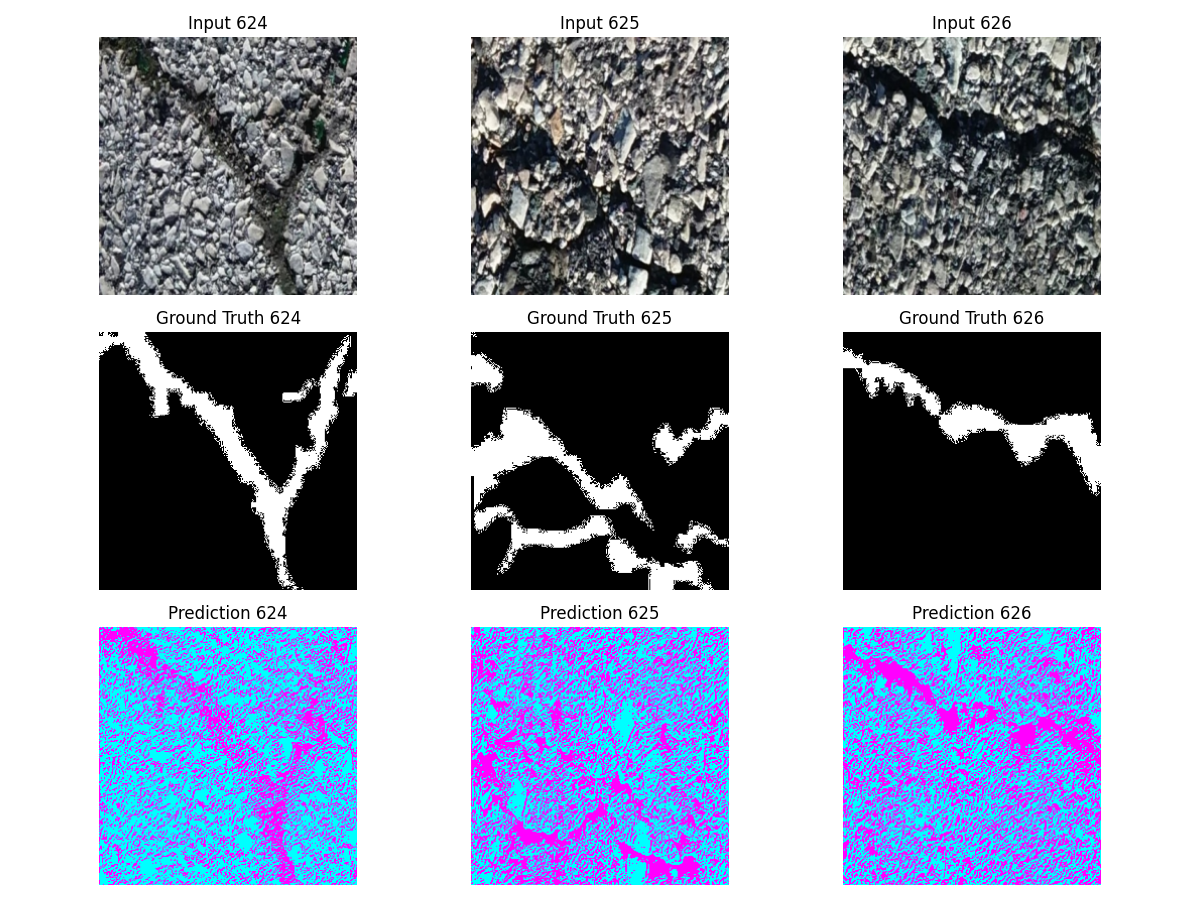 Input 624
Input 625
Input 626
Ground Truth 624
Ground Truth 625
Ground Truth 626
Prediction 624
Prediction 625
Prediction 626